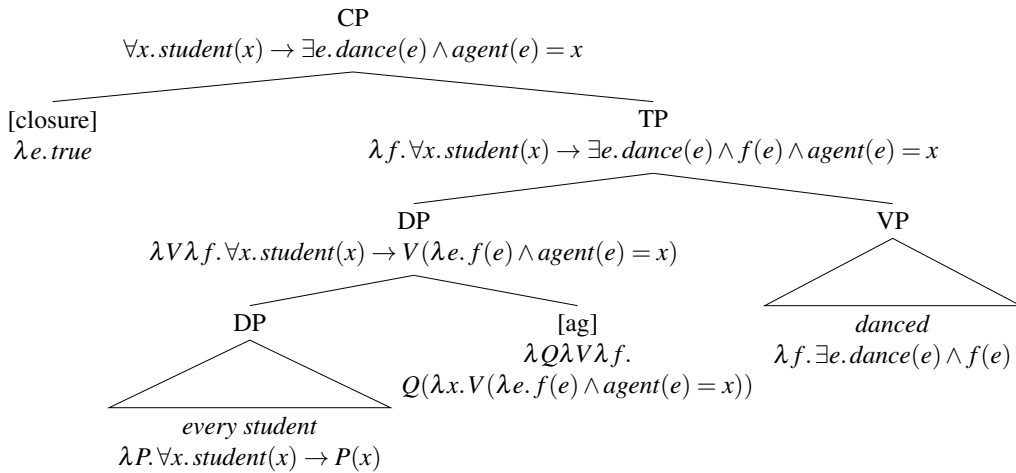 CP
∀x. student(x) → ∃e. dance(e) ∧ agent(e) = x
[closure]
λe. true
TP
λf. ∀x. student(x) → ∃e. dance(e) ∧ f(e) ∧ agent(e) = x
DP
λVλf. ∀x. student(x) → V(λe. f(e) ∧ agent(e) = x)
VP
DP
[ag]
λQλVλf.
Q(λx. V(λe. f(e) ∧ agent(e) = x))
danced
λf. ∃e. dance(e) ∧ f(e)
every student
λP. ∀x. student(x) → P(x)